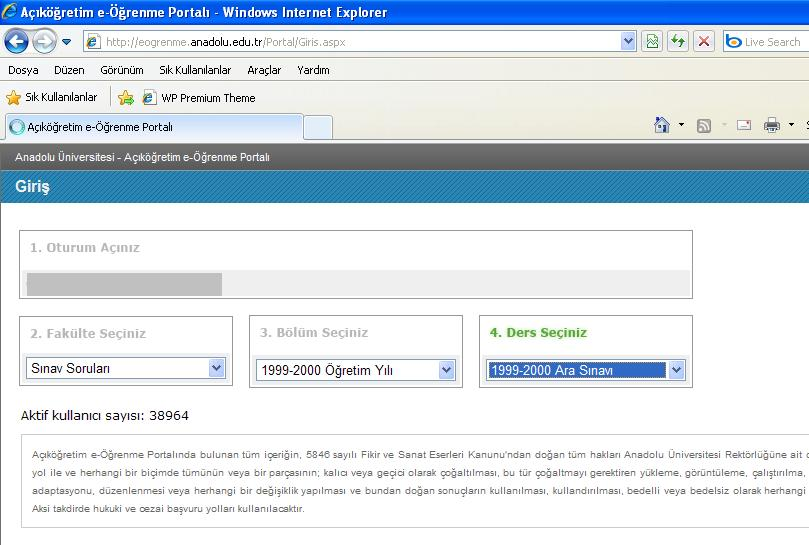 Açıköğretim e-Öğrenme Portalı - Windows Internet Explorer
http://eogrenme.anadolu.edu.tr/Portal/Giris.aspx
Live Search
Dosya Düzen Görünüm Sık Kullanılanlar Araçlar Yardım
Sık Kullanılanlar WP Premium Theme
Açıköğretim e-Öğrenme Portalı
Anadolu Üniversitesi - Açıköğretim e-Öğrenme Portalı
Giriş
1. Oturum Açınız
2. Fakülte Seçiniz
Sınav Soruları
3. Bölüm Seçiniz
1999-2000 Öğretim Yılı
4. Ders Seçiniz
1999-2000 Ara Sınavı
Aktif kullanıcı sayısı: 38964
Açıköğretim e-Öğrenme Portalında bulunan tüm içeriğin, 5846 sayılı Fikir ve Sanat Eserleri Kanunu'ndan doğan tüm hakları Anadolu Üniversitesi Rektörlüğüne ait
yol ile ve herhangi bir biçimde tümünün veya bir parçasının; kalıcı veya geçici olarak çoğaltılması, bu tür çoğaltmayı gerektiren yükleme, görüntüleme, çalıştırılma,
adaptasyonu, düzenlenmesi veya herhangi bir değişiklik yapılması ve bundan doğan sonuçların kullanılması, kullandırılması, bedelli veya bedelsiz olarak herhangi
Aksi takdirde hukuki ve cezai başvuru yolları kullanılacaktır.